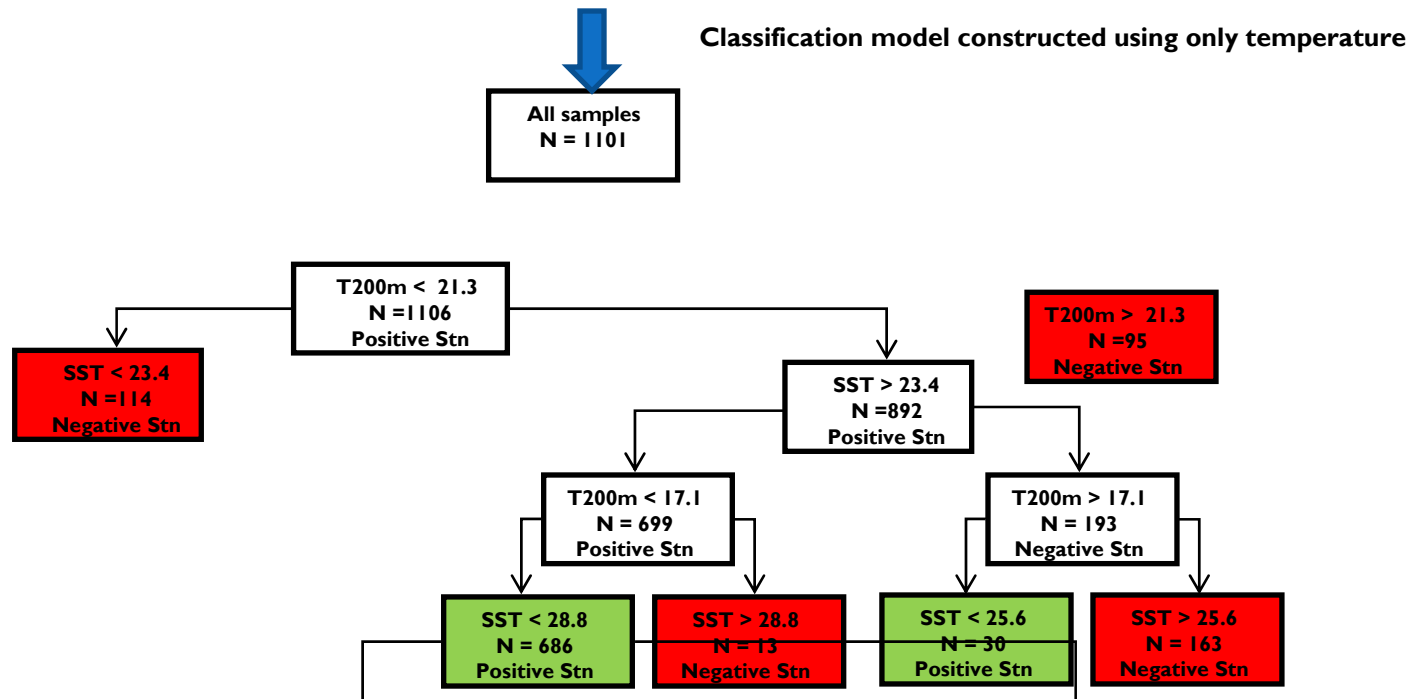 Classification model constructed using only temperature
All samples
N = 1101
T200m < 21.3
N =1106
Positive Stn
T200m > 21.3
N =95
Negative Stn
SST < 23.4
N =114
Negative Stn
SST > 23.4
N =892
Positive Stn
T200m < 17.1
N = 699
Positive Stn
T200m > 17.1
N = 193
Negative Stn
SST < 28.8
N = 686
Positive Stn
SST > 28.8
N = 13
Negative Stn
SST < 25.6
N = 30
Positive Stn
SST > 25.6
N = 163
Negative Stn